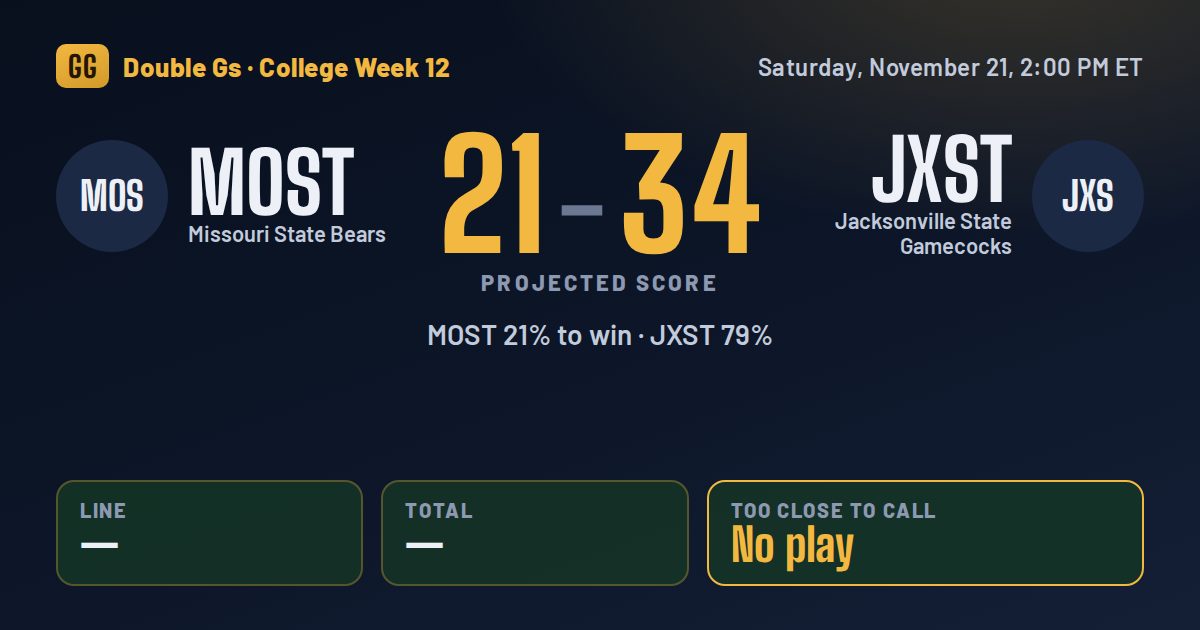 GG
Double Gs · College Week 12
Saturday, November 21, 2:00 PM ET
MOS
MOST
Missouri State Bears
21 – 34
PROJECTED SCORE
MOST 21% to win · JXST 79%
JXST
Jacksonville State
Gamecocks
JXS
LINE
—
TOTAL
—
TOO CLOSE TO CALL
No play